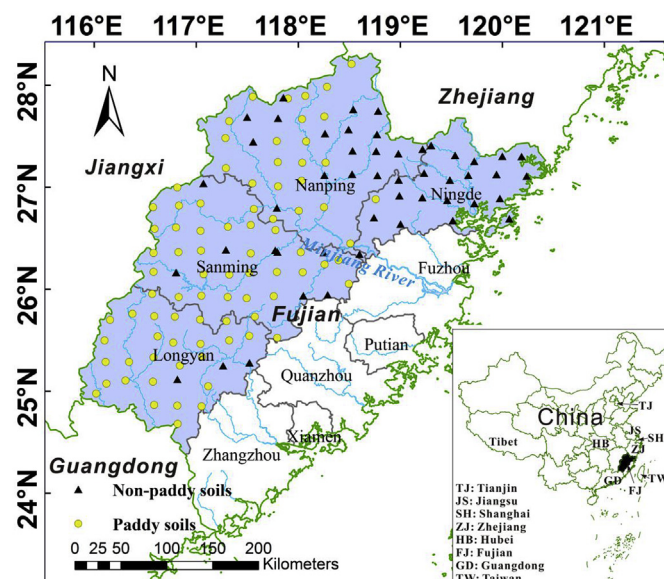 116°E 117°E 118°E 119°E 120°E 121°E
28°N
27°N
26°N
25°N
24°N
N
Zhejiang
Jiangxi
Nanping
Ningde
Minjiang River
Sanming
Fuzhou
Fujian
Putian
Longyan
Quanzhou
Xiamen
Zhangzhou
Guangdong
Non-paddy soils
Paddy soils
0 25 50 100 150 200
Kilometers
China
TJ
JS
SH
Tibet
HB
ZJ
GD
TW
FJ
TJ: Tianjin
JS: Jiangsu
SH: Shanghai
ZJ: Zhejiang
HB: Hubei
FJ: Fujian
GD: Guangdong
TW: Taiwan